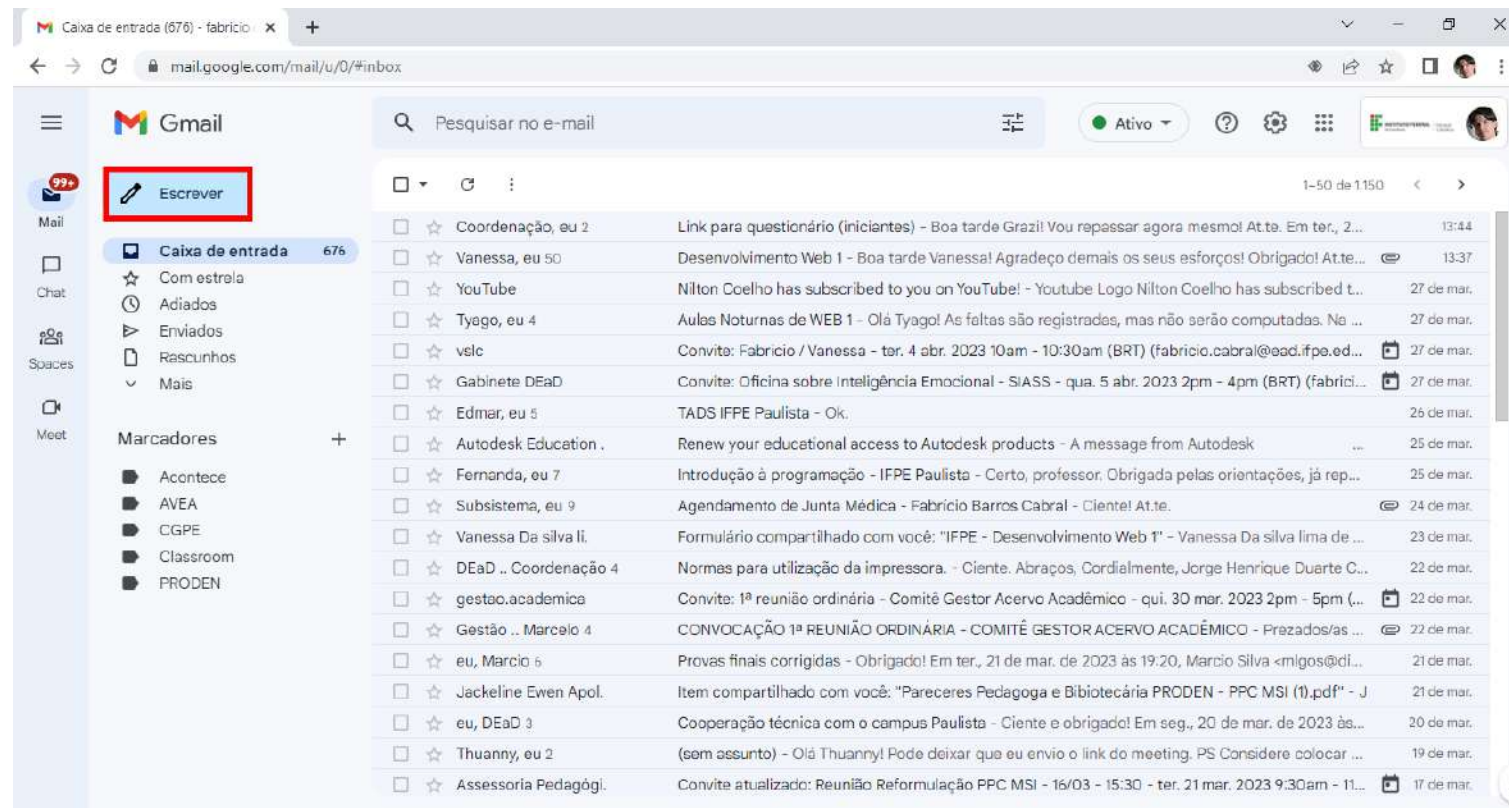 Caixa de entrada (676) - fabricio
mail.google.com/mail/u/0/#inbox
Gmail
Pesquisar no e-mail
Ativo
INSTITUTO FEDERAL
99+
Mail
Chat
Spaces
Meet
Escrever
1–50 de 1.150
Caixa de entrada 676
Com estrela
Adiados
Enviados
Rascunhos
Mais
Marcadores
Acontece
AVEA
CGPE
Classroom
PRODEN
Coordenação, eu 2 Link para questionário (iniciantes) - Boa tarde Grazi! Vou repassar agora mesmo! At.te. Em ter., 2... 13:44
Vanessa, eu 50 Desenvolvimento Web 1 - Boa tarde Vanessa! Agradeço demais os seus esforços! Obrigado! At.te... 13:37
YouTube Nilton Coelho has subscribed to you on YouTube! - Youtube Logo Nilton Coelho has subscribed t... 27 de mar.
Tyago, eu 4 Aulas Noturnas de WEB 1 - Olá Tyago! As faltas são registradas, mas não serão computadas. Na ... 27 de mar.
vslc Convite: Fabricio / Vanessa - ter. 4 abr. 2023 10am - 10:30am (BRT) (fabricio.cabral@ead.ifpe.ed... 27 de mar.
Gabinete DEaD Convite: Oficina sobre Inteligência Emocional - SIASS - qua. 5 abr. 2023 2pm - 4pm (BRT) (fabrici... 27 de mar.
Edmar, eu 5 TADS IFPE Paulista - Ok. 26 de mar.
Autodesk Education . Renew your educational access to Autodesk products - A message from Autodesk ... 25 de mar.
Fernanda, eu 7 Introdução à programação - IFPE Paulista - Certo, professor. Obrigada pelas orientações, já rep... 25 de mar.
Subsistema, eu 9 Agendamento de Junta Médica - Fabrício Barros Cabral - Ciente! At.te. 24 de mar.
Vanessa Da silva li. Formulário compartilhado com você: "IFPE - Desenvolvimento Web 1" - Vanessa Da silva lima de ... 23 de mar.
DEaD .. Coordenação 4 Normas para utilização da impressora. - Ciente. Abraços, Cordialmente, Jorge Henrique Duarte C... 22 de mar.
gestao.academica Convite: 1ª reunião ordinária - Comitê Gestor Acervo Acadêmico - qui. 30 mar. 2023 2pm - 5pm (... 22 de mar.
Gestão .. Marcelo 4 CONVOCAÇÃO 1ª REUNIÃO ORDINÁRIA - COMITÊ GESTOR ACERVO ACADÊMICO - Prezados/as ... 22 de mar.
eu, Marcio 6 Provas finais corrigidas - Obrigado! Em ter., 21 de mar. de 2023 às 19:20, Marcio Silva <mlgos@di... 21 de mar.
Jackeline Ewen Apol. Item compartilhado com você: "Pareceres Pedagoga e Bibiotecária PRODEN - PPC MSI (1).pdf" - J 21 de mar.
eu, DEaD 3 Cooperação técnica com o campus Paulista - Ciente e obrigado! Em seg., 20 de mar. de 2023 às... 20 de mar.
Thuanny, eu 2 (sem assunto) - Olá Thuanny! Pode deixar que eu envio o link do meeting. PS Considere colocar ... 19 de mar.
Assessoria Pedagógi. Convite atualizado: Reunião Reformulação PPC MSI - 16/03 - 15:30 - ter. 21 mar. 2023 9:30am - 11... 17 de mar.